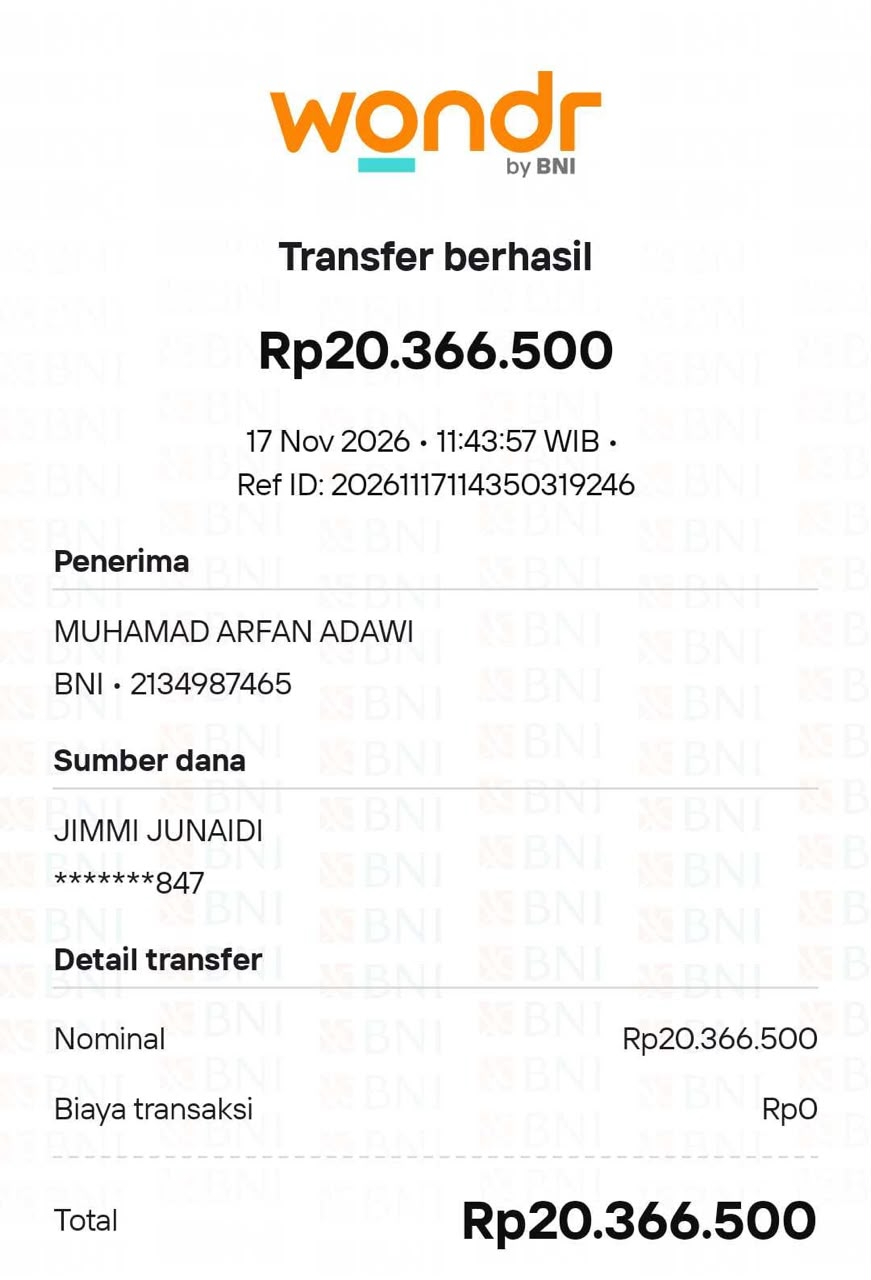 wondr
by BNI
Transfer berhasil
Rp20.366.500
17 Nov 2026 • 11:43:57 WIB •
Ref ID: 20261117114350319246
Penerima
MUHAMAD ARFAN ADAWI
BNI • 2134987465
Sumber dana
JIMMI JUNAIDI
*******847
Detail transfer
Nominal Rp20.366.500
Biaya transaksi Rp0
Total Rp20.366.500